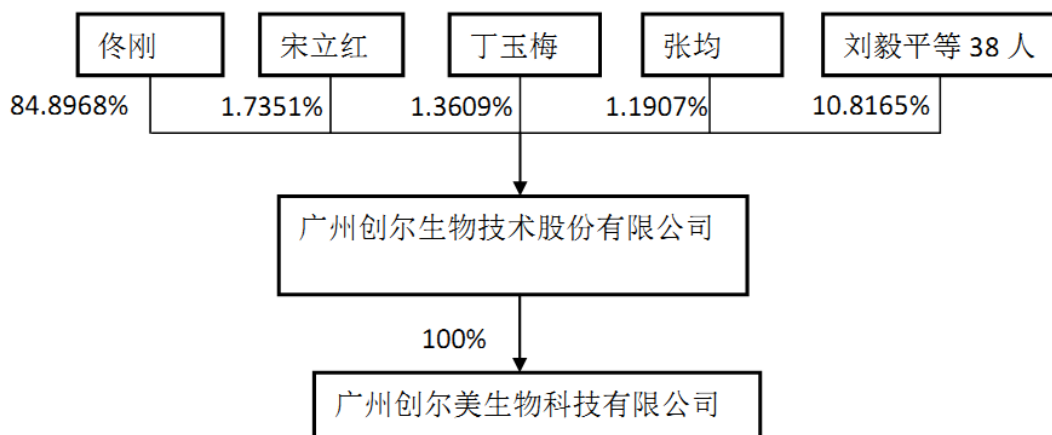 佟刚
宋立红
丁玉梅
张均
刘毅平等 38 人
84.8968%
1.7351%
1.3609%
1.1907%
10.8165%
广州创尔生物技术股份有限公司
100%
广州创尔美生物科技有限公司